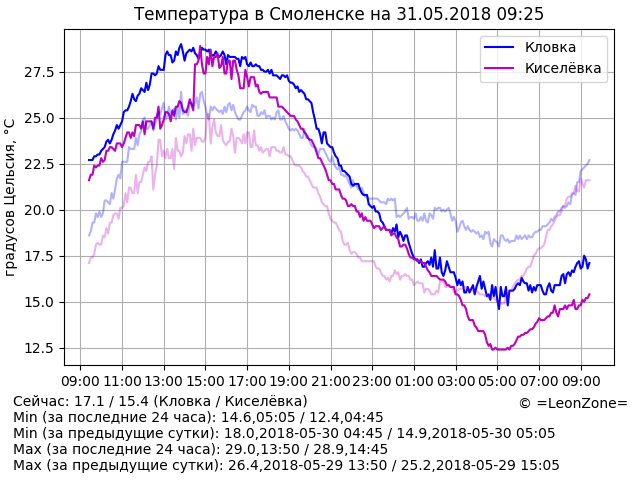 Температура в Смоленске на 31.05.2018 09:25
Кловка
Киселёвка
градусов Цельсия, °C
27.5
25.0
22.5
20.0
17.5
15.0
12.5
09:00 11:00 13:00 15:00 17:00 19:00 21:00 23:00 01:00 03:00 05:00 07:00 09:00
Сейчас: 17.1 / 15.4 (Кловка / Киселёвка)
© =LeonZone=
Min (за последние 24 часа): 14.6,05:05 / 12.4,04:45
Min (за предыдущие сутки): 18.0,2018-05-30 04:45 / 14.9,2018-05-30 05:05
Max (за последние 24 часа): 29.0,13:50 / 28.9,14:45
Max (за предыдущие сутки): 26.4,2018-05-29 13:50 / 25.2,2018-05-29 15:05